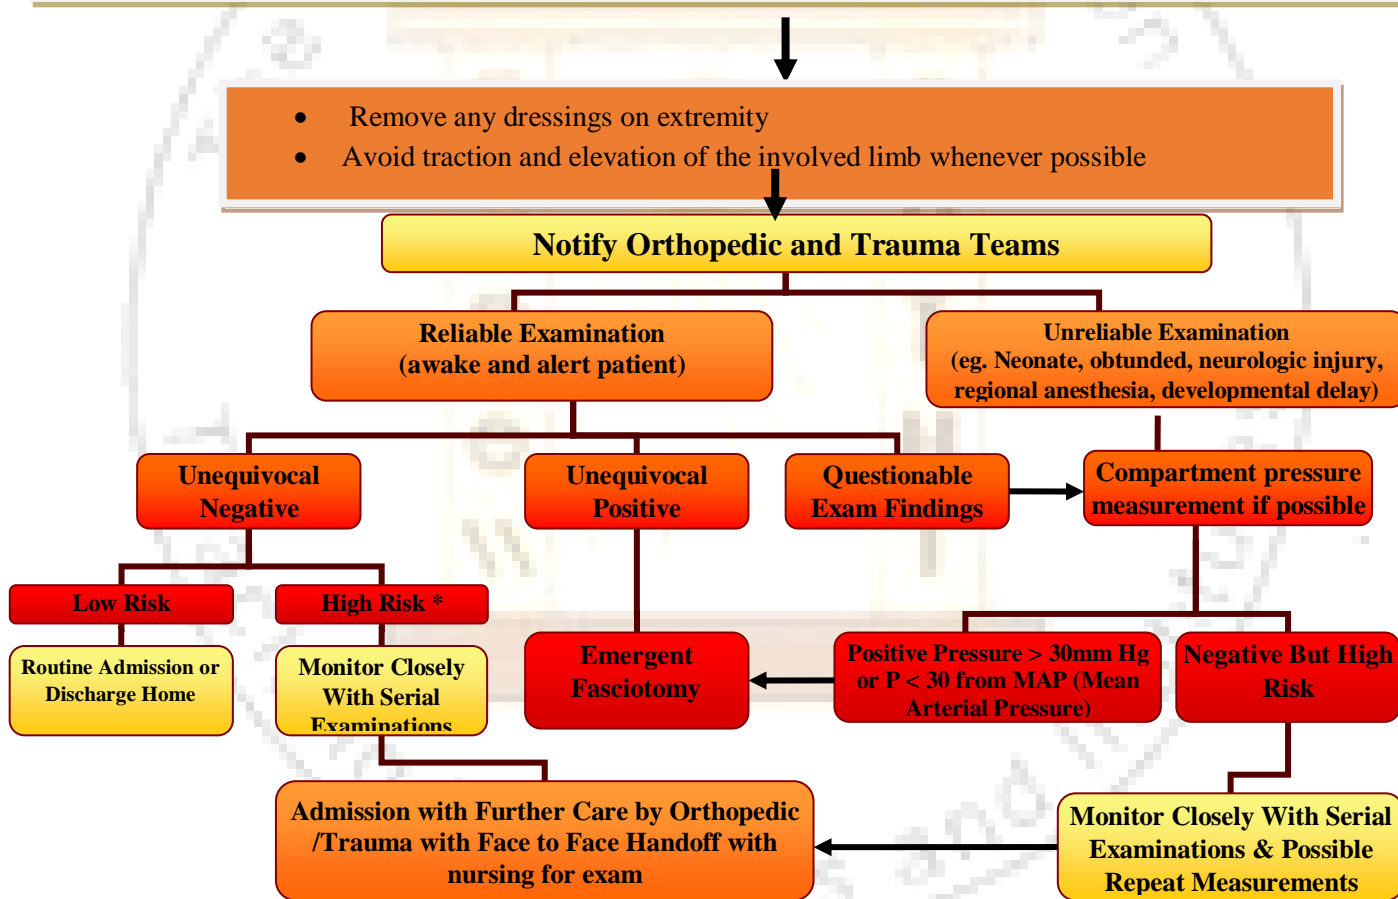 • Remove any dressings on extremity
• Avoid traction and elevation of the involved limb whenever possible
Notify Orthopedic and Trauma Teams
Reliable Examination
(awake and alert patient)
Unreliable Examination
(eg. Neonate, obtunded, neurologic injury,
regional anesthesia, developmental delay)
Unequivocal
Negative
Unequivocal
Positive
Questionable
Exam Findings
Compartment pressure
measurement if possible
Low Risk
High Risk *
Routine Admission or
Discharge Home
Monitor Closely
With Serial
Examinations
Emergent
Fasciotomy
Positive Pressure > 30mm Hg
or P < 30 from MAP (Mean
Arterial Pressure)
Negative But High
Risk
Admission with Further Care by Orthopedic
/Trauma with Face to Face Handoff with
nursing for exam
Monitor Closely With Serial
Examinations & Possible
Repeat Measurements